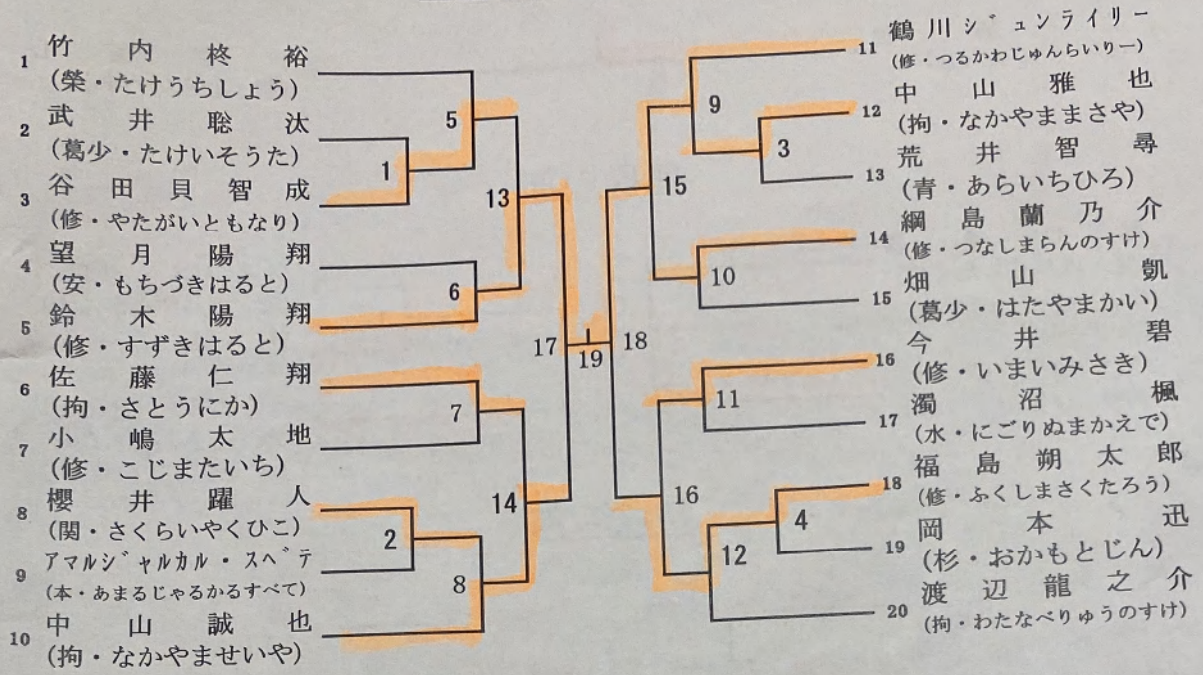 1 竹内柊裕
(榮・たけうちしょう)
2 武井聡汰
(葛少・たけいそうた)
3 谷田貝智成
(修・やたがいともなり)
4 望月陽翔
(安・もちづきはると)
5 鈴木陽翔
(修・すずきはると)
6 佐藤仁翔
(拘・さとうにか)
7 小嶋太地
(修・こじまたいち)
8 櫻井躍人
(関・さくらいやくひこ)
9 アマルジャルカル・スベテ
(本・あまるじゃるかるすべて)
10 中山誠也
(拘・なかやませいや)
5
1
13
6
17
7
14
2
8
19
18
9
3
15
10
11
16
4
12
11 鶴川ジュンライリー
(修・つるかわじゅんらいりー)
12 中山雅也
(拘・なかやままさや)
13 荒井智尋
(青・あらいちひろ)
14 綱島蘭乃介
(修・つなしまらんのすけ)
15 畑山凱
(葛少・はたやまかい)
16 今井碧
(修・いまいみさき)
17 濁沼楓
(水・にごりぬまかえで)
18 福島朔太郎
(修・ふくしまさくたろう)
19 岡本迅
(杉・おかもとじん)
20 渡辺龍之介
(拘・わたなべりゅうのすけ)